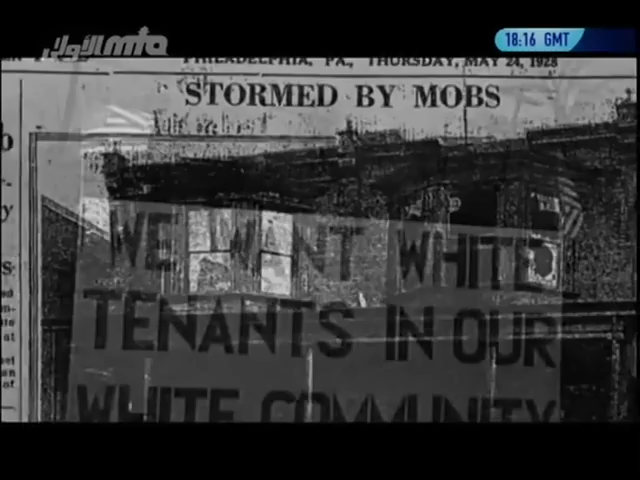 الأولى mta
18:16 GMT
PHILADELPHIA, PA., THURSDAY, MAY 24, 1928
STORMED BY MOBS
WE WANT WHITE
TENANTS IN OUR
WHITE COMMUNITY